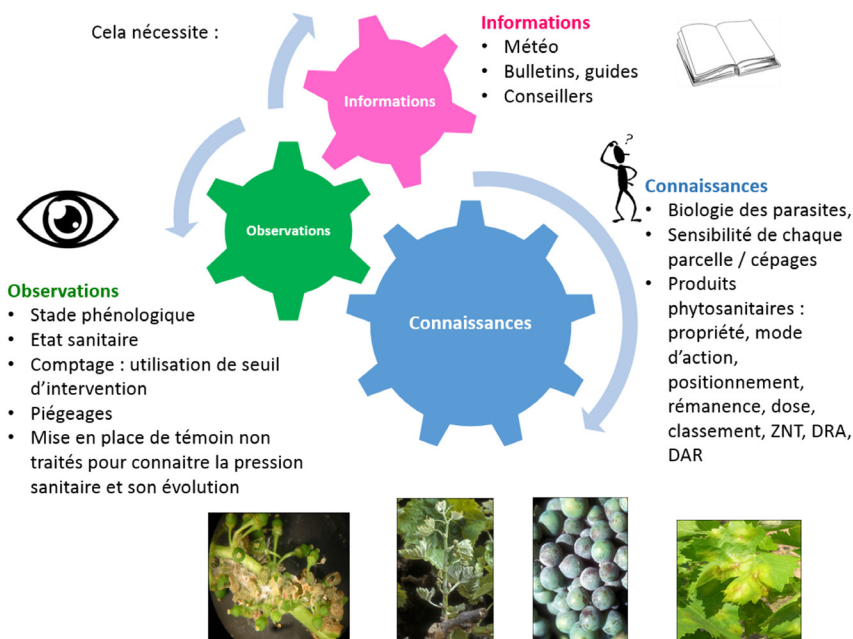 Cela nécessite :
Informations
• Météo
• Bulletins, guides
• Conseillers
Informations
?
Observations
Connaissances
Connaissances
• Biologie des parasites,
• Sensibilité de chaque
parcelle / cépages
• Produits
phytosanitaires :
propriété, mode
d’action,
positionnement,
rémanence, dose,
classement, ZNT, DRA,
DAR
Observations
• Stade phénologique
• Etat sanitaire
• Comptage : utilisation de seuil
d’intervention
• Piégeages
• Mise en place de témoin non
traités pour connaitre la pression
sanitaire et son évolution